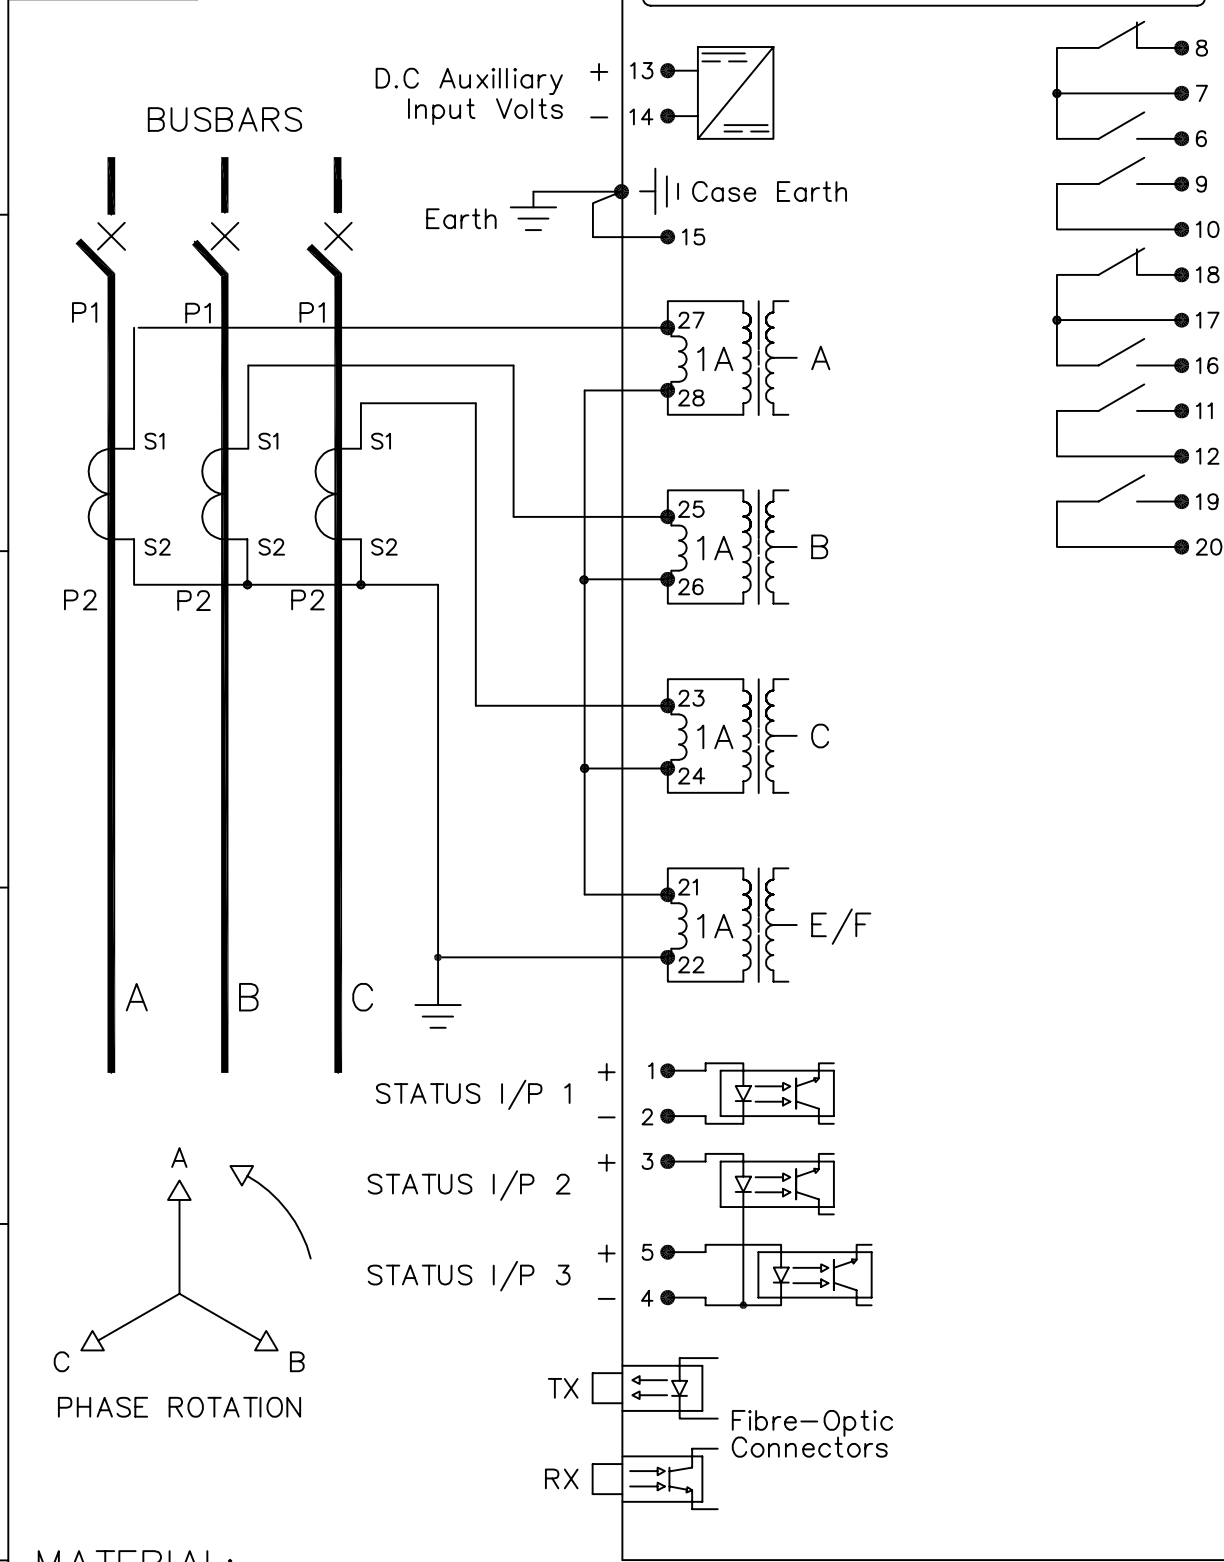 D.C Auxilliary
Input Volts
+ 13
− 14
BUSBARS
Earth
Case Earth
15
P1
P1
P1
27
1A
28
A
S1
S1
S1
S2
S2
S2
25
1A
26
B
P2
P2
P2
23
1A
24
C
21
1A
22
E/F
A
B
C
STATUS I/P 1
+ 1
− 2
STATUS I/P 2
+ 3
STATUS I/P 3
+ 5
− 4
A
C
B
PHASE ROTATION
TX
RX
Fibre-Optic
Connectors
8
7
6
9
10
18
17
16
11
12
19
20
MATERIAL: